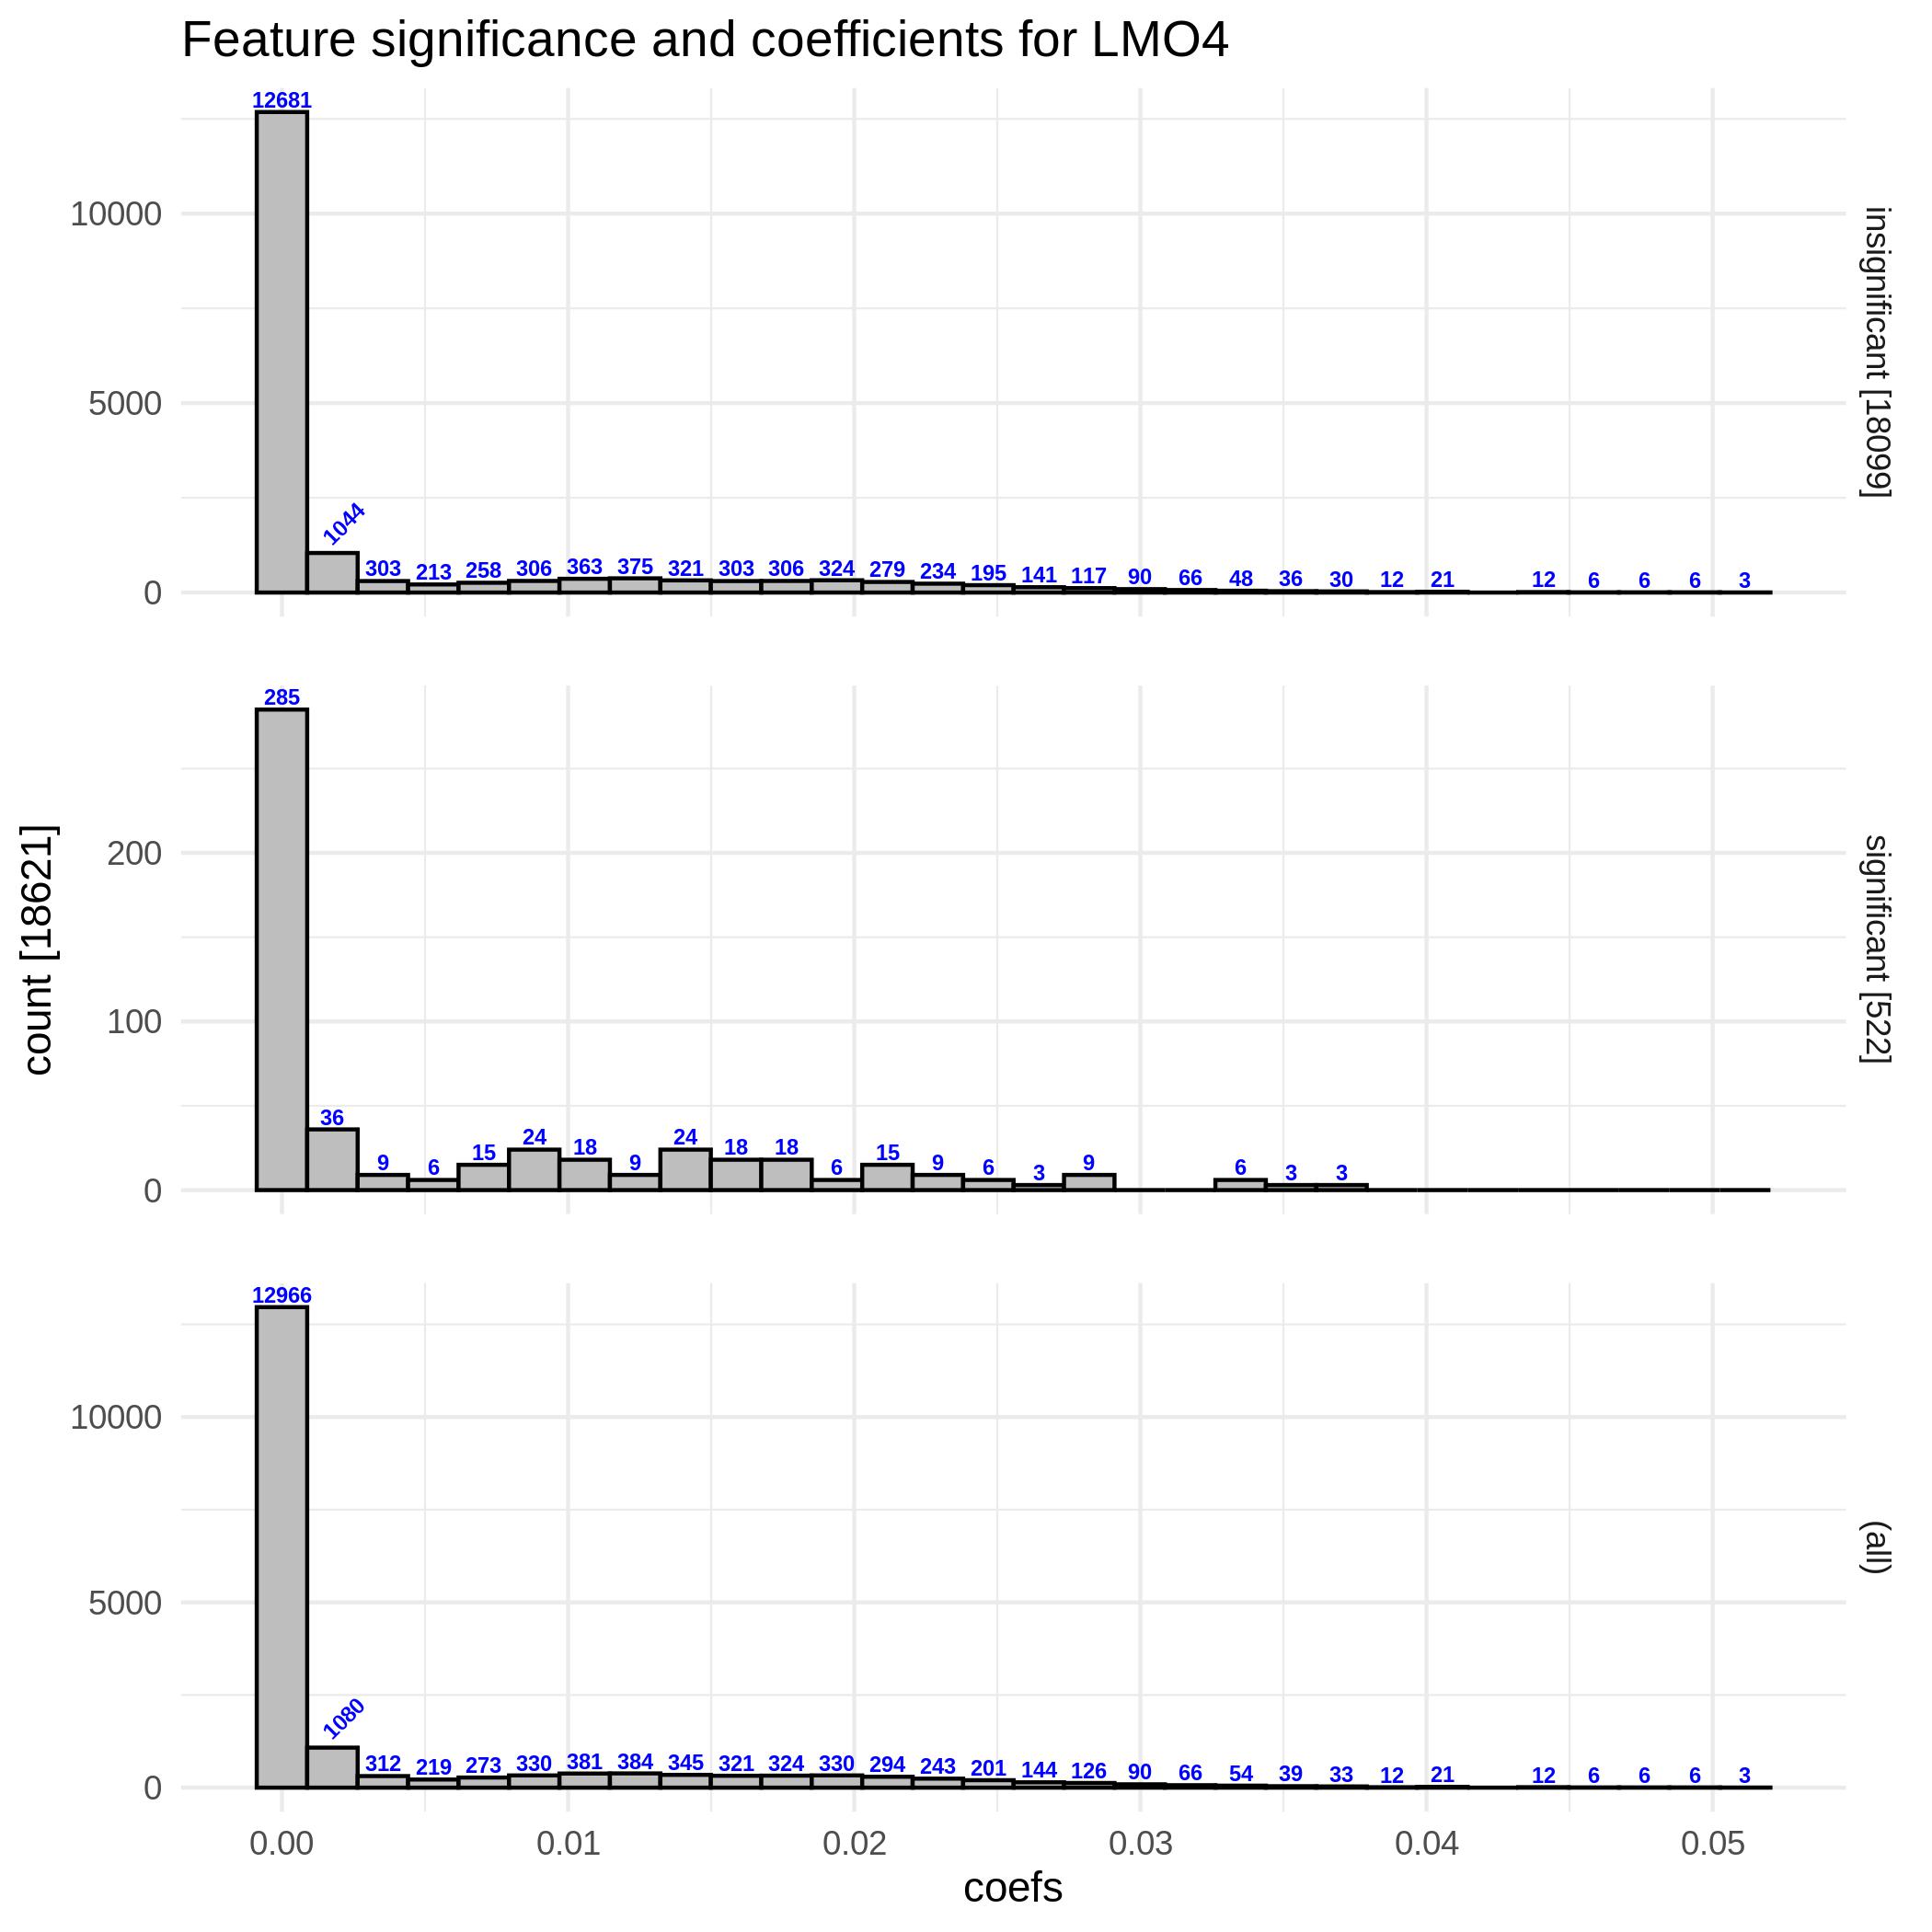 Feature significance and coefficients for LMO4
12681
10000
5000
0
1044
303 213 258 306 363 375 321 303 306 324 279 234 195 141 117 90 66 48 36 30 12 21 12 6 6 6 3
insignificant [18099]
count [18621]
285
200
100
0
36 9 6 15 24 18 9 24 18 18 6 15 9 6 3 9 6 3 3
significant [522]
12966
10000
5000
0
1080
312 219 273 330 381 384 345 321 324 330 294 243 201 144 126 90 66 54 39 33 12 21 12 6 6 6 3
(all)
0.00 0.01 0.02 0.03 0.04 0.05
coefs